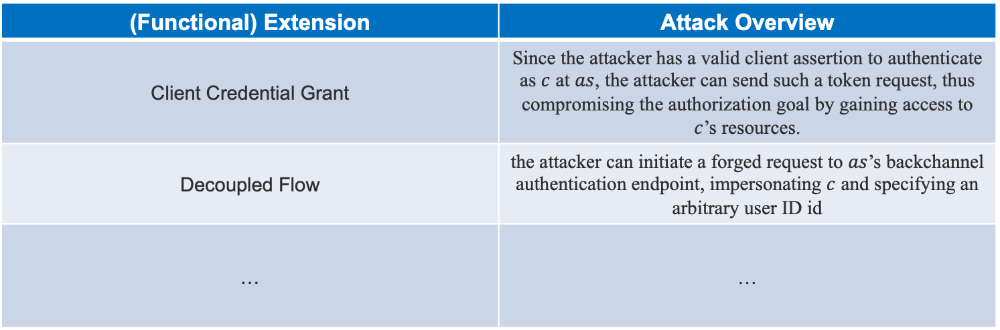 (Functional) Extension
Attack Overview
Client Credential Grant
Since the attacker has a valid client assertion to authenticate
as c at as, the attacker can send such a token request, thus
compromising the authorization goal by gaining access to
c’s resources.
Decoupled Flow
the attacker can initiate a forged request to as’s backchannel
authentication endpoint, impersonating c and specifying an
arbitrary user ID id
…
…